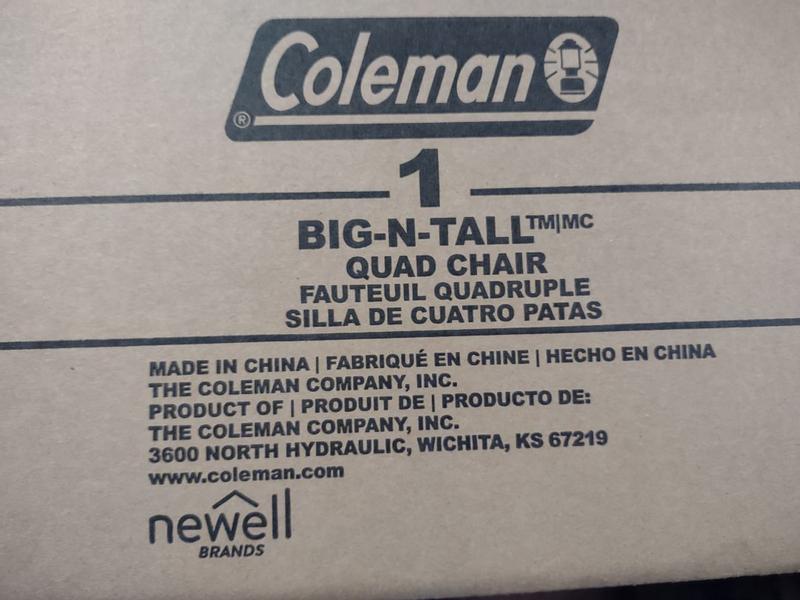 Coleman
®
1
BIG-N-TALL™|MC
QUAD CHAIR
FAUTEUIL QUADRUPLE
SILLA DE CUATRO PATAS
MADE IN CHINA | FABRIQUÉ EN CHINE | HECHO EN CHINA
THE COLEMAN COMPANY, INC.
PRODUCT OF | PRODUIT DE | PRODUCTO DE:
THE COLEMAN COMPANY, INC.
3600 NORTH HYDRAULIC, WICHITA, KS 67219
www.coleman.com
newell
BRANDS